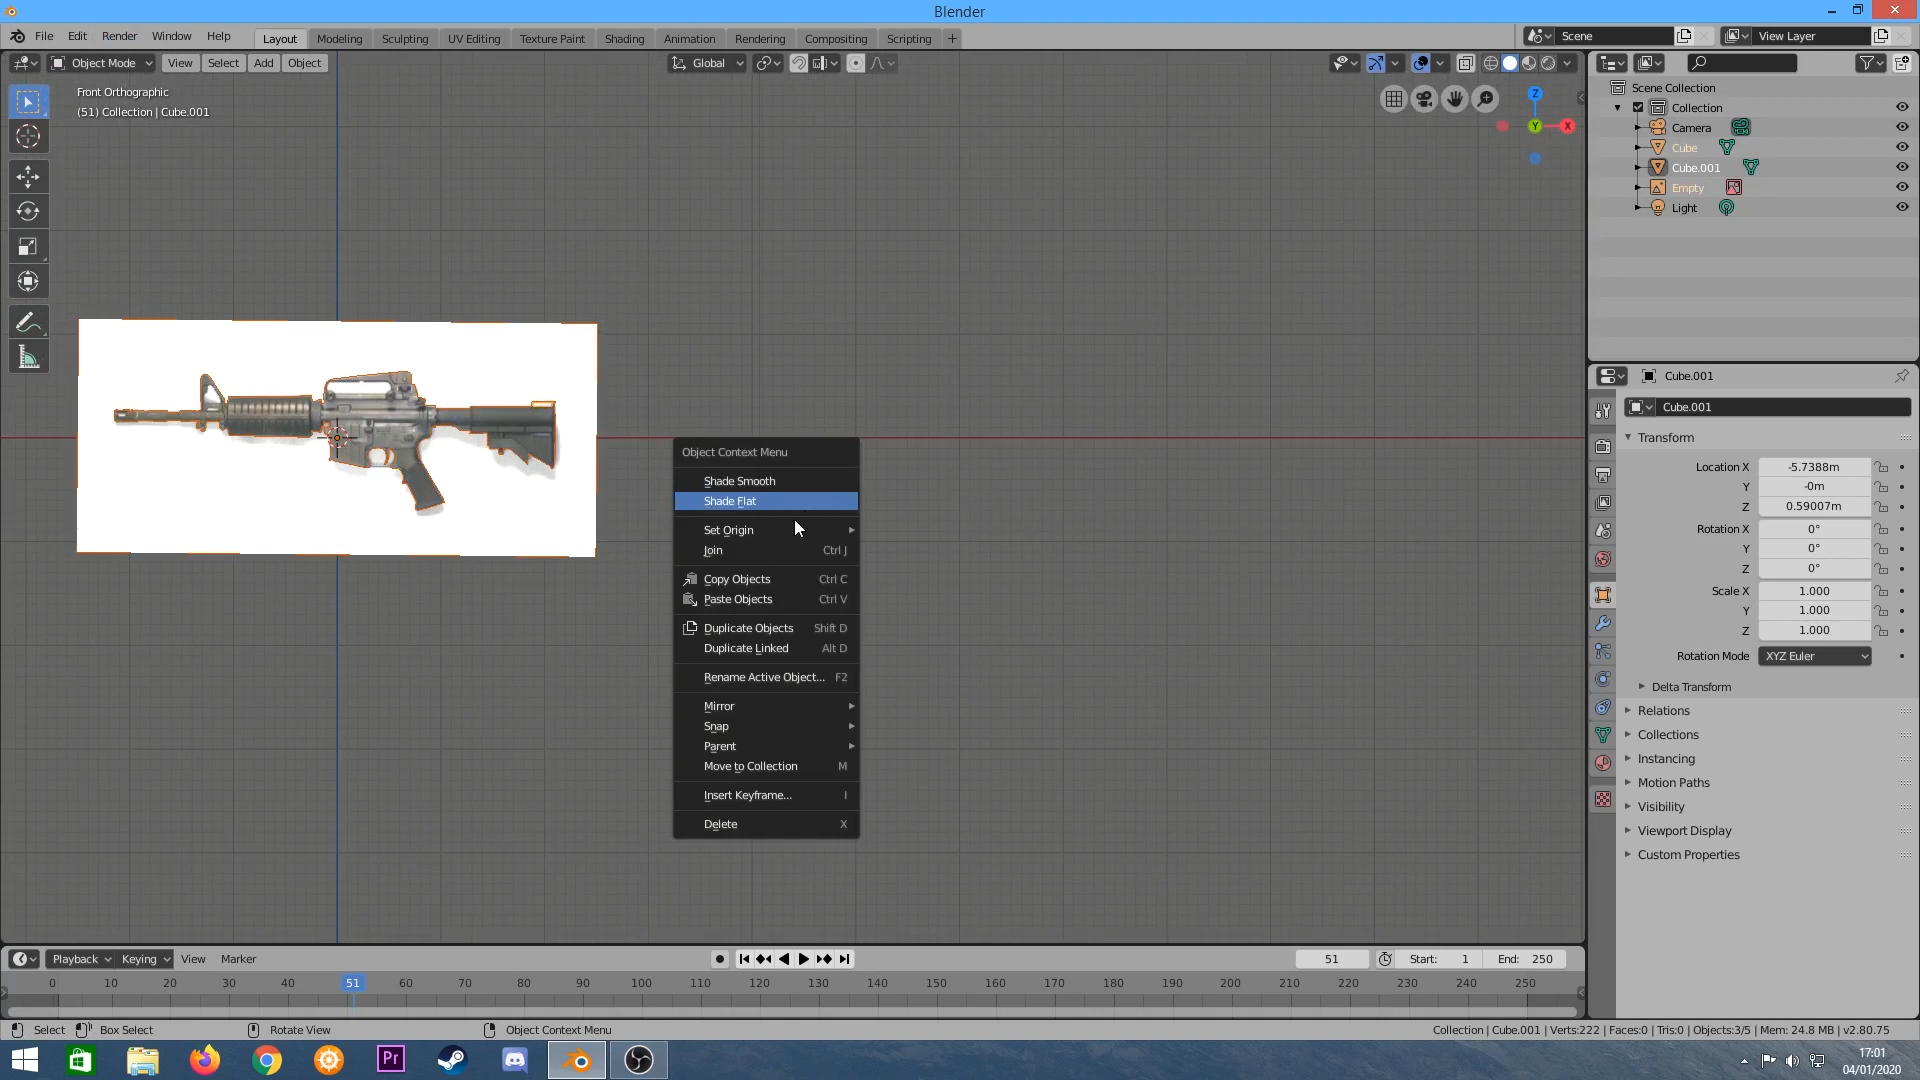 Blender
File Edit Render Window Help
Layout Modeling Sculpting UV Editing Texture Paint Shading Animation Rendering Compositing Scripting +
Scene
View Layer
Object Mode View Select Add Object
Global
Front Orthographic
(51) Collection | Cube.001
Z
Y
X
Scene Collection
Collection
Camera
Cube
Cube.001
Empty
Light
Object Context Menu
Shade Smooth
Shade Flat
Set Origin
Join Ctrl J
Copy Objects Ctrl C
Paste Objects Ctrl V
Duplicate Objects Shift D
Duplicate Linked Alt D
Rename Active Object... F2
Mirror
Snap
Parent
Move to Collection M
Insert Keyframe... I
Delete X
Cube.001
Cube.001
Transform
Location X -5.7388m
Y -0m
Z 0.59007m
Rotation X 0°
Y 0°
Z 0°
Scale X 1.000
Y 1.000
Z 1.000
Rotation Mode XYZ Euler
Delta Transform
Relations
Collections
Instancing
Motion Paths
Visibility
Viewport Display
Custom Properties
Playback Keying View Marker
51 Start: 1 End: 250
0 10 20 30 40 51 60 70 80 90 100 110 120 130 140 150 160 170 180 190 200 210 220 230 240 250
Select Box Select Rotate View Object Context Menu
Collection | Cube.001 | Verts:222 | Faces:0 | Tris:0 | Objects:3/5 | Mem: 24.8 MB | v2.80.75
Pr
17:01
04/01/2020